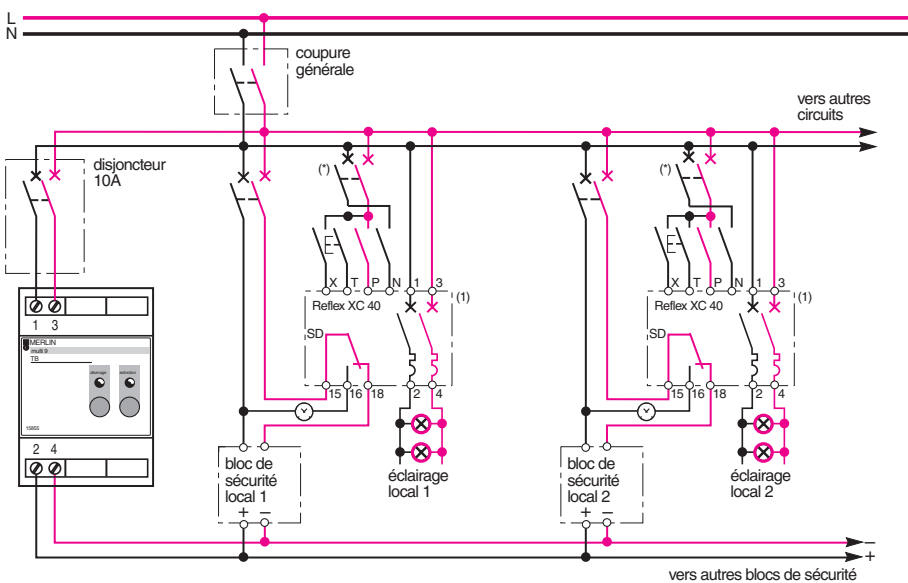 L
N
coupure
générale
vers autres
circuits
disjoncteur
10A
(*)
(*)
X T P N 1 3
X T P N 1 3
Reflex XC 40
(1)
Reflex XC 40
(1)
1 3
SD
SD
MERLIN
multi 9
TB
allumage
extinction
15 16 18 2 4
15 16 18 2 4
15855
2 4
bloc de
sécurité
local 1
+ –
éclairage
local 1
bloc de
sécurité
local 2
+ –
éclairage
local 2
–
+
vers autres blocs de sécurité